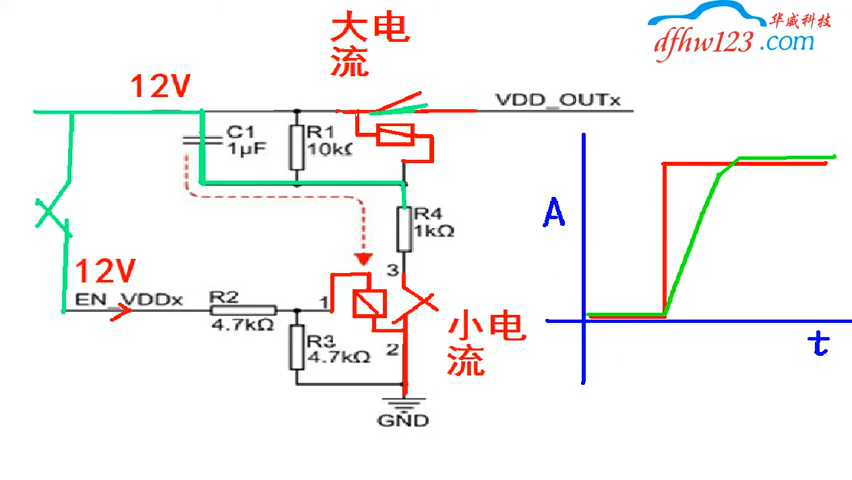 华威科技
dfhw123.com
大电
流
12V
VDD_OUTx
C1
1μF
R1
10kΩ
R4
1kΩ
A
12V
3
EN_VDDx
R2
4.7kΩ
1
小电
流
R3
4.7kΩ
2
t
GND